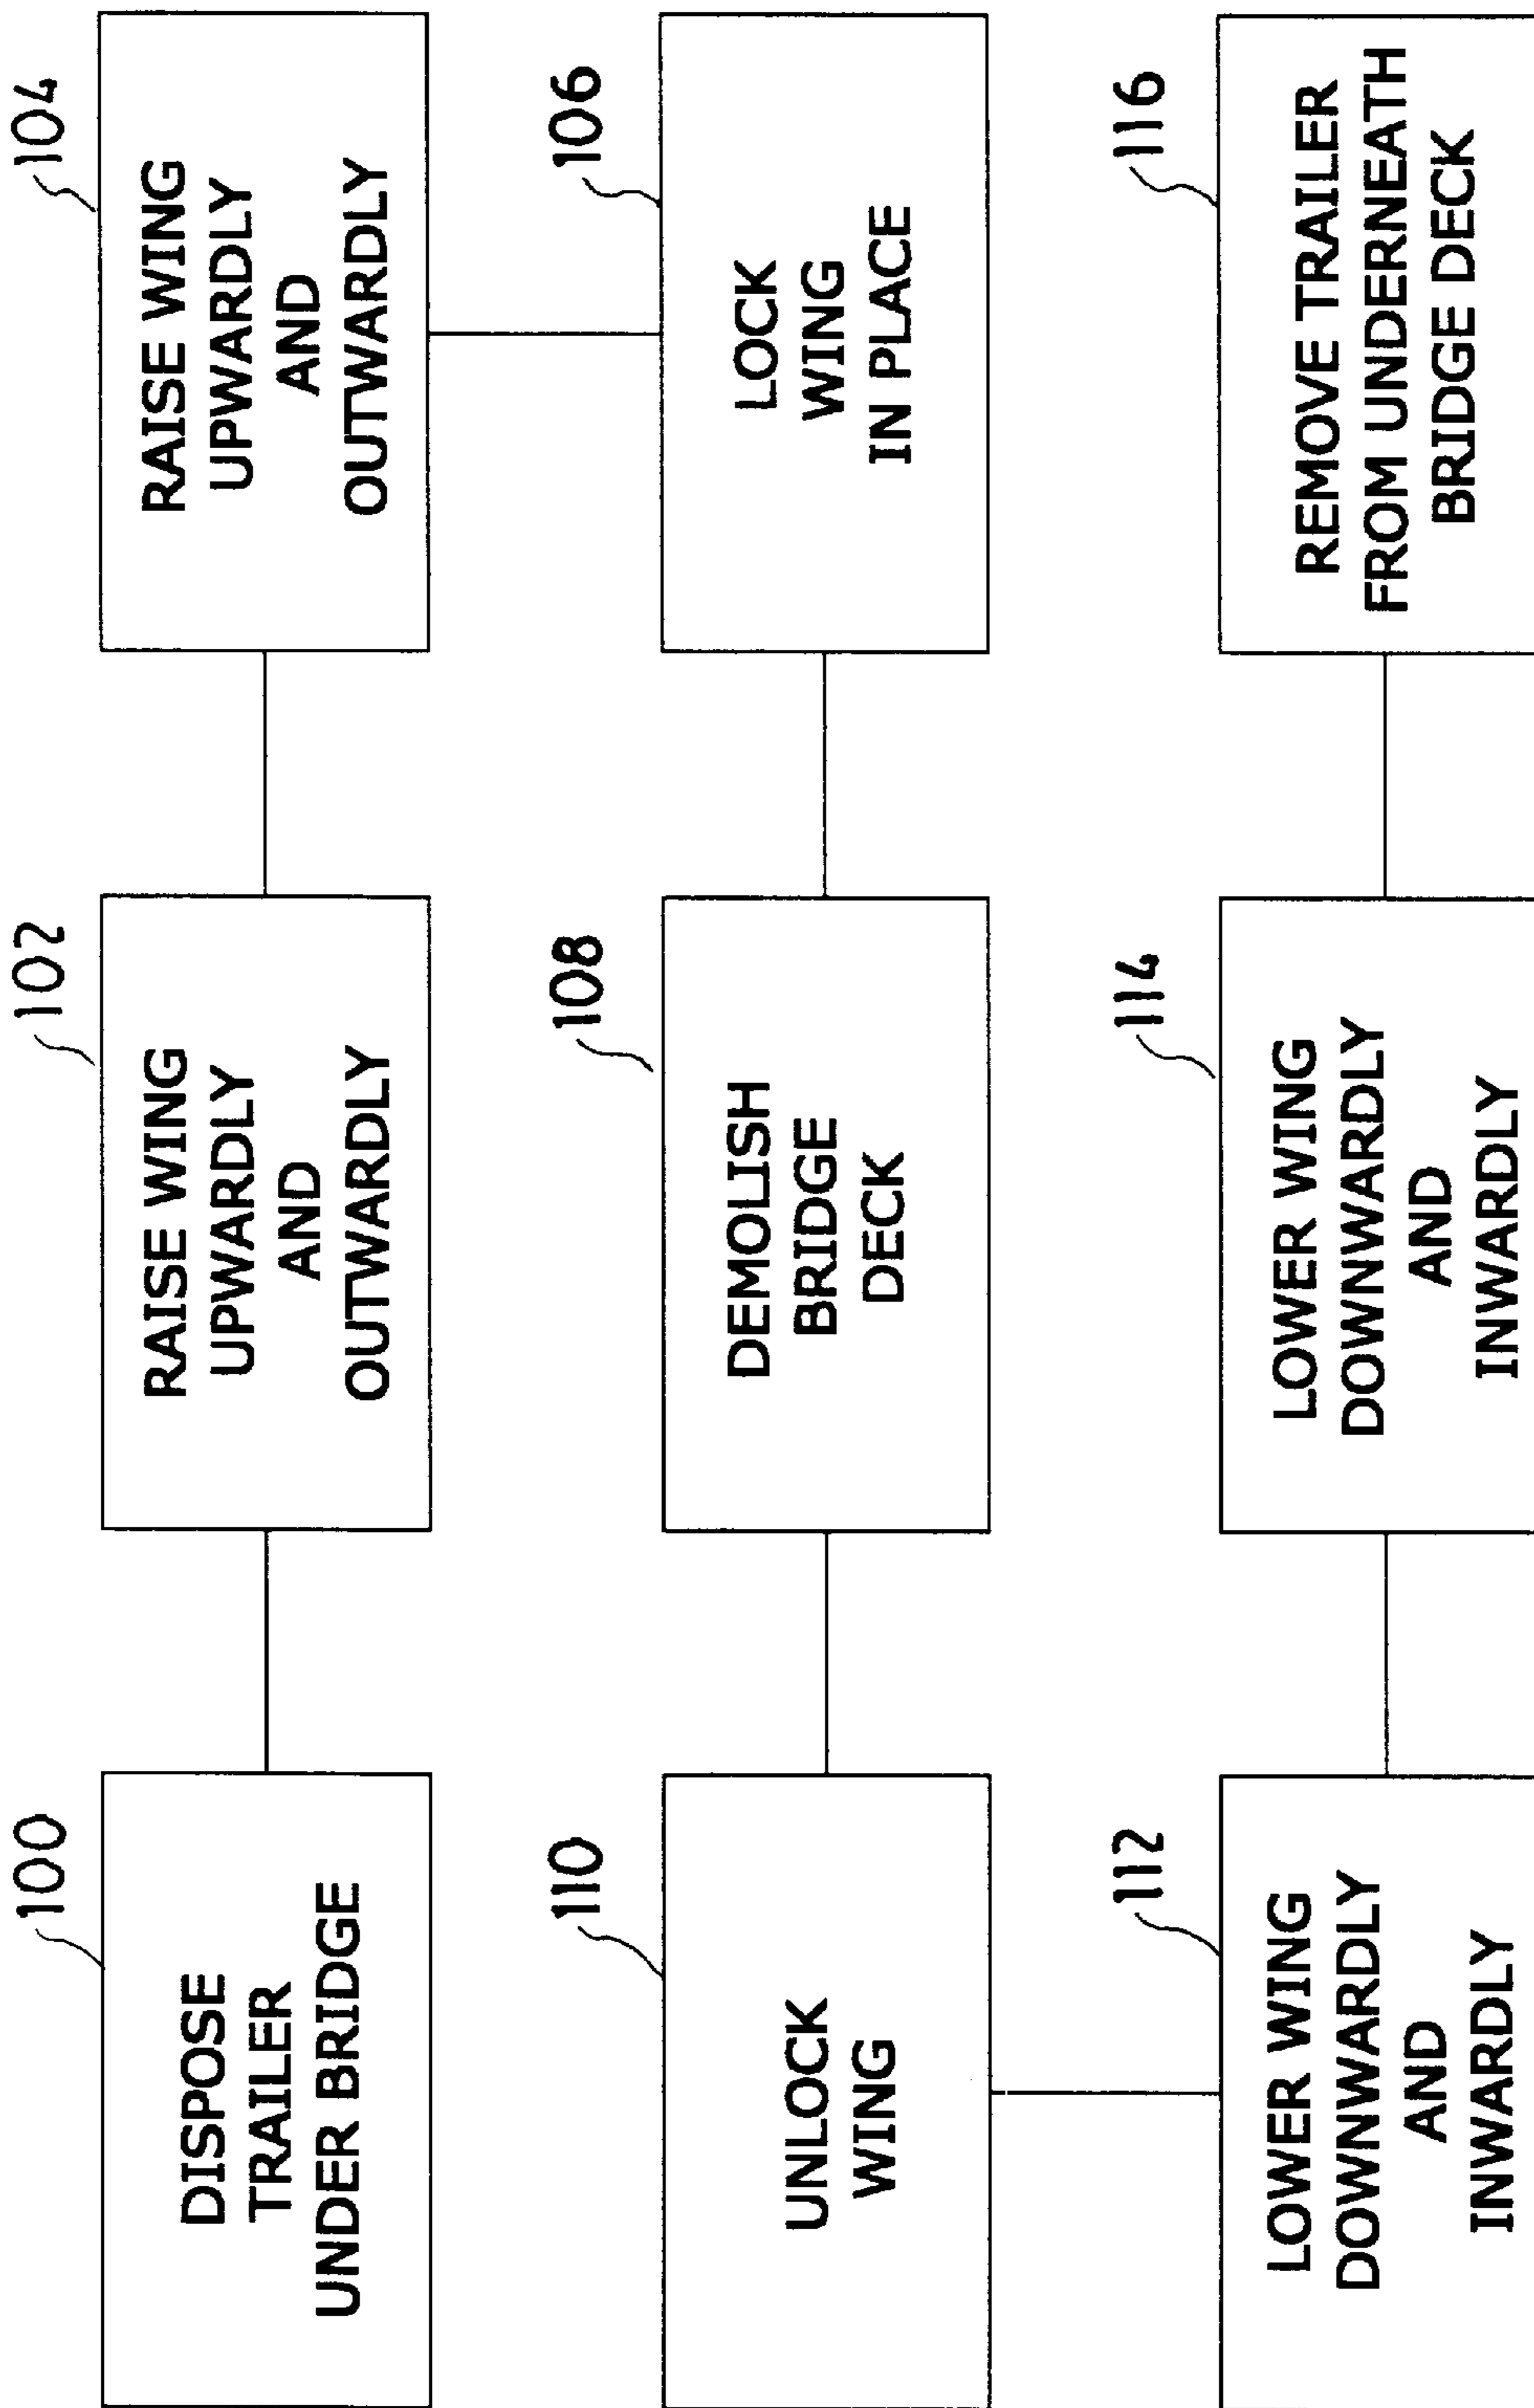 100
DISPOSE
TRAILER
UNDER BRIDGE
102
RAISE WING
UPWARDLY
AND
OUTWARDLY
104
RAISE WING
UPWARDLY
AND
OUTWARDLY
106
LOCK
WING
IN PLACE
108
DEMOLISH
BRIDGE
DECK
110
UNLOCK
WING
112
LOWER WING
DOWNWARDLY
AND
INWARDLY
114
LOWER WING
DOWNWARDLY
AND
INWARDLY
116
REMOVE TRAILER
FROM UNDERNEATH
BRIDGE DECK